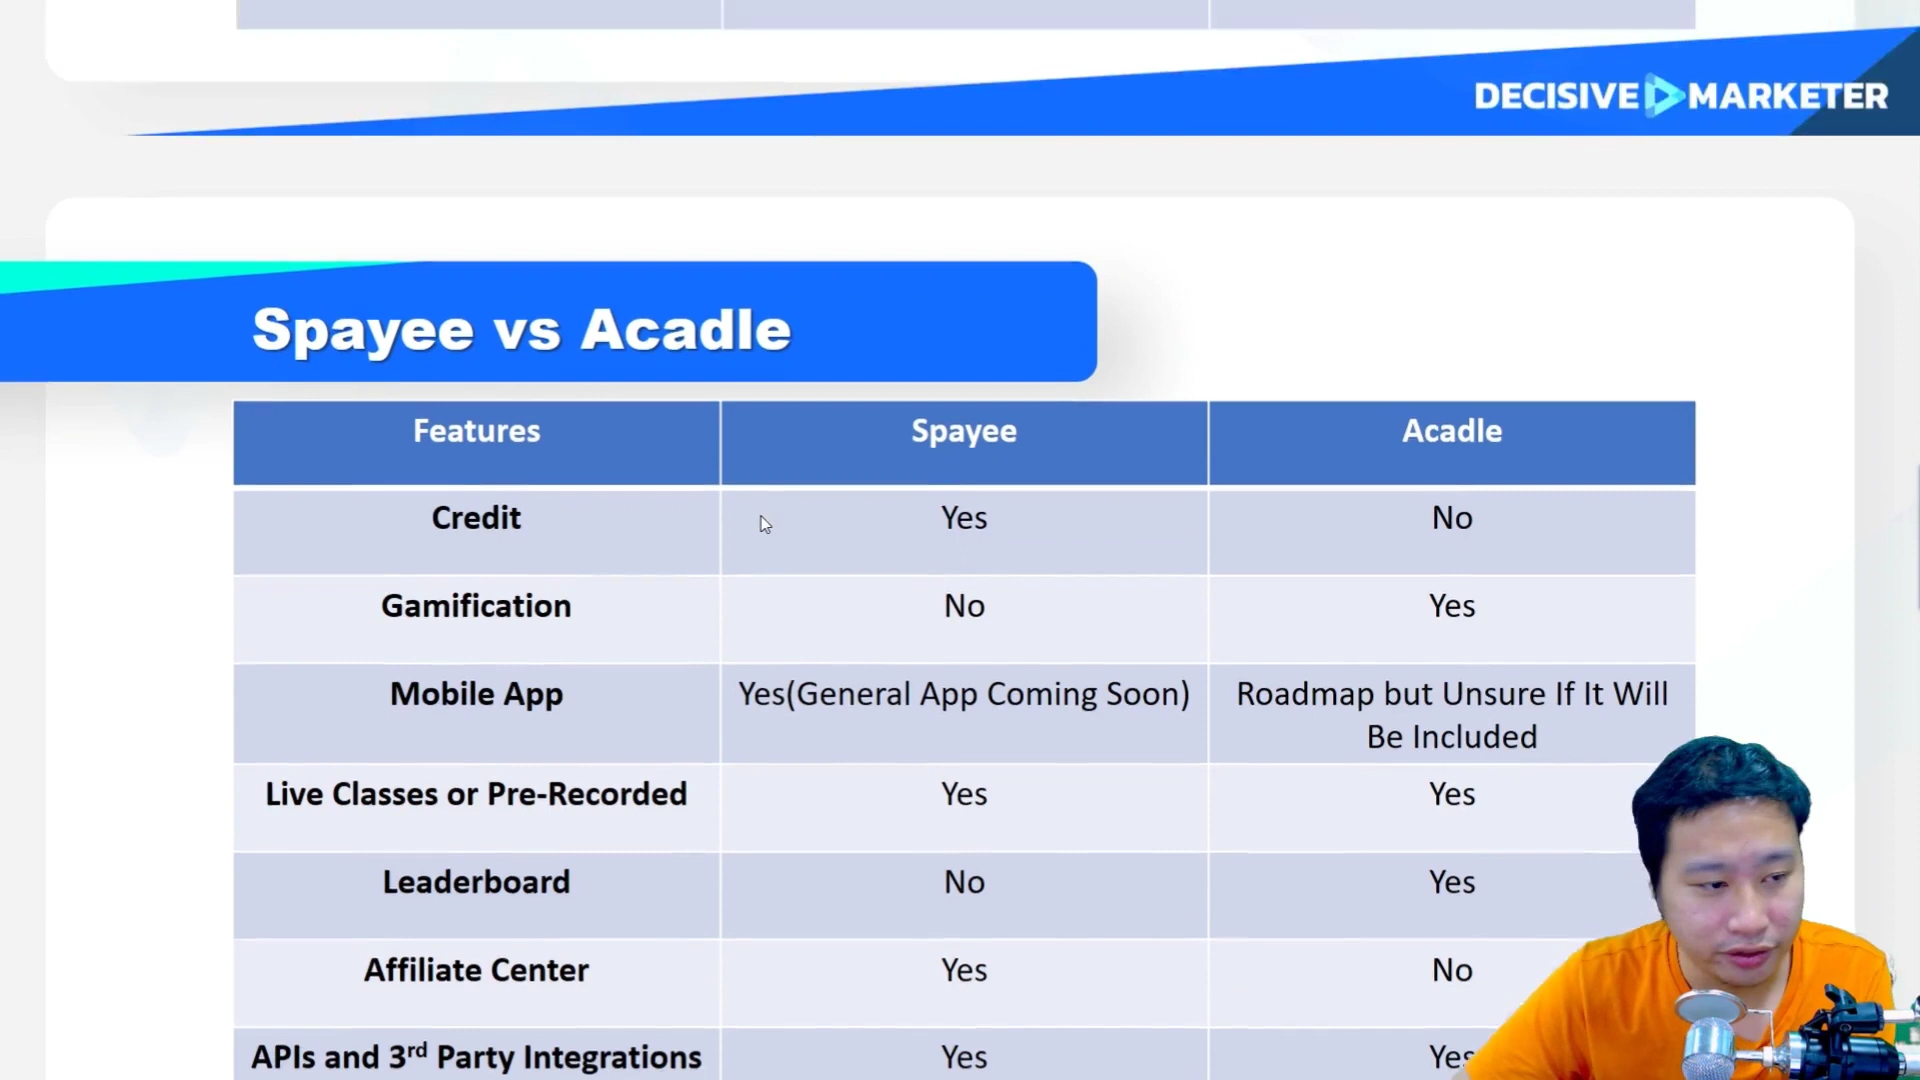 DECISIVE MARKETER
Spayee vs Acadle
Features Spayee Acadle
Credit Yes No
Gamification No Yes
Mobile App Yes(General App Coming Soon) Roadmap but Unsure If It Will
Be Included
Live Classes or Pre-Recorded Yes Yes
Leaderboard No Yes
Affiliate Center Yes No
APIs and 3rd Party Integrations Yes Yes